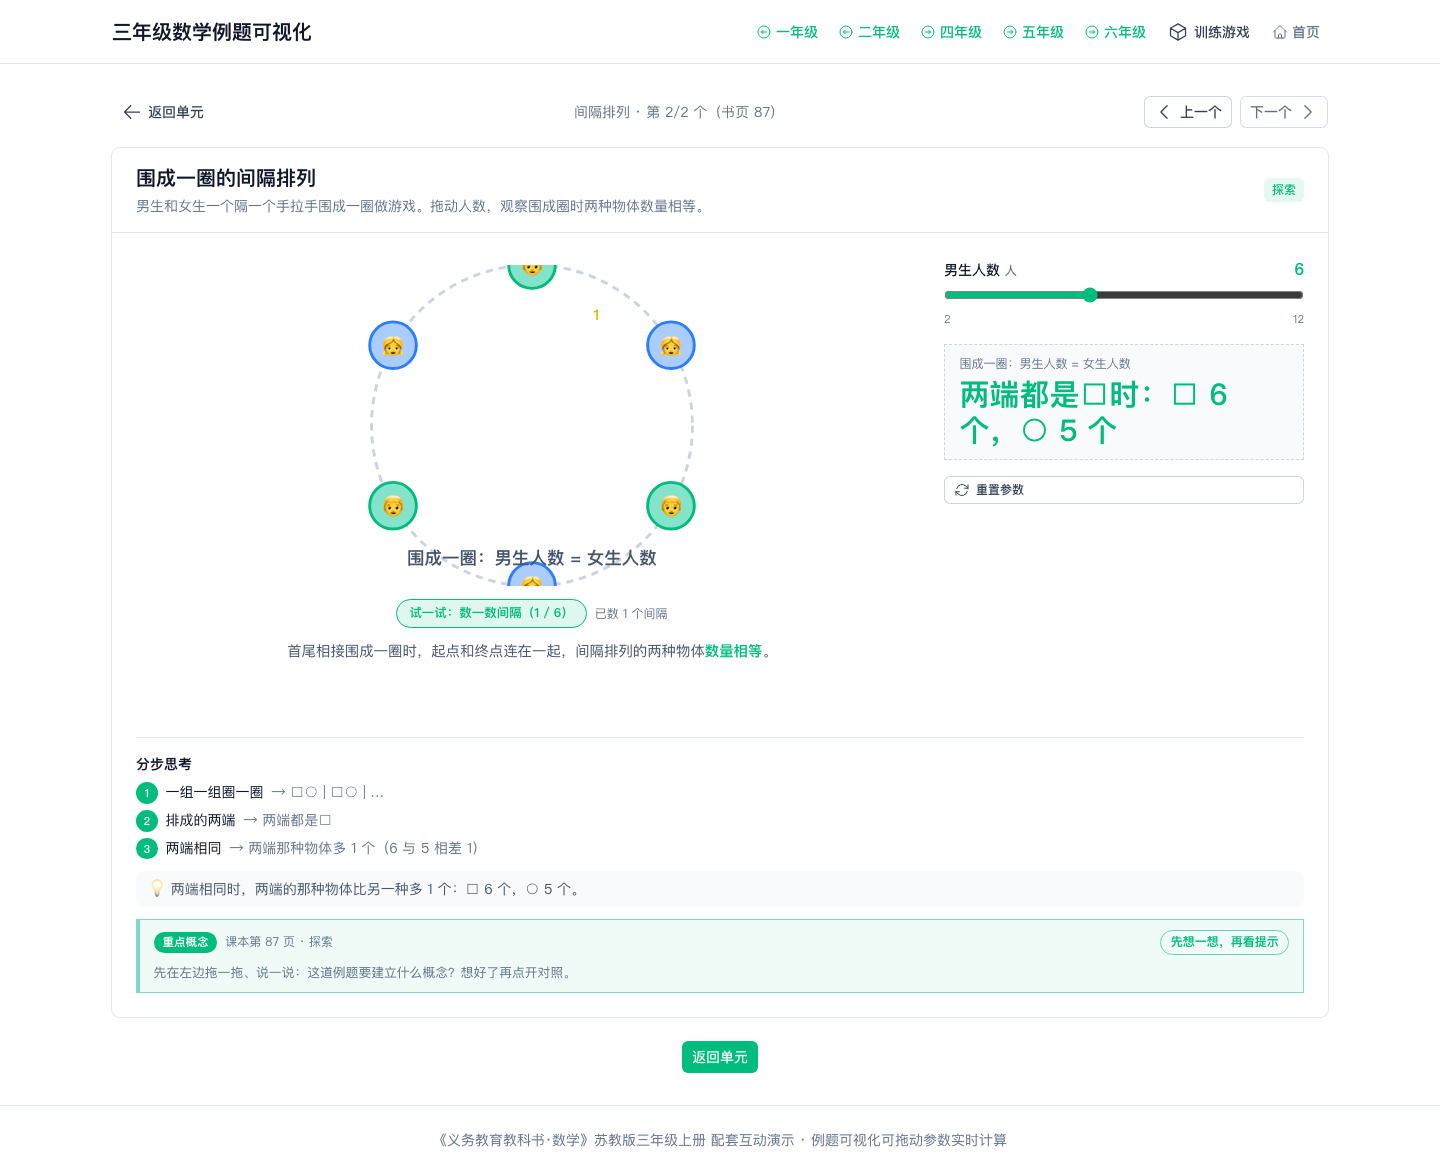 三年级数学例题可视化
一年级 二年级 四年级 五年级 六年级 训练游戏 首页
返回单元
间隔排列 · 第 2/2 个（书页 87）
上一个
下一个
围成一圈的间隔排列
男生和女生一个隔一个手拉手围成一圈做游戏。拖动人数，观察围成圈时两种物体数量相等。
探索
1
围成一圈：男生人数 = 女生人数
试一试：数一数间隔（1 / 6）
已数 1 个间隔
首尾相接围成一圈时，起点和终点连在一起，间隔排列的两种物体数量相等。
男生人数 人
6
2
12
围成一圈：男生人数 = 女生人数
两端都是□时：□ 6
个，○ 5 个
重置参数
分步思考
1 一组一组圈一圈 → □○ | □○ | …
2 排成的两端 → 两端都是□
3 两端相同 → 两端那种物体多 1 个（6 与 5 相差 1）
两端相同时，两端的那种物体比另一种多 1 个：□ 6 个，○ 5 个。
重点概念 课本第 87 页 · 探索
先想一想，再看提示
先在左边拖一拖、说一说：这道例题要建立什么概念？想好了再点开对照。
返回单元
《义务教育教科书·数学》苏教版三年级上册 配套互动演示 · 例题可视化可拖动参数实时计算